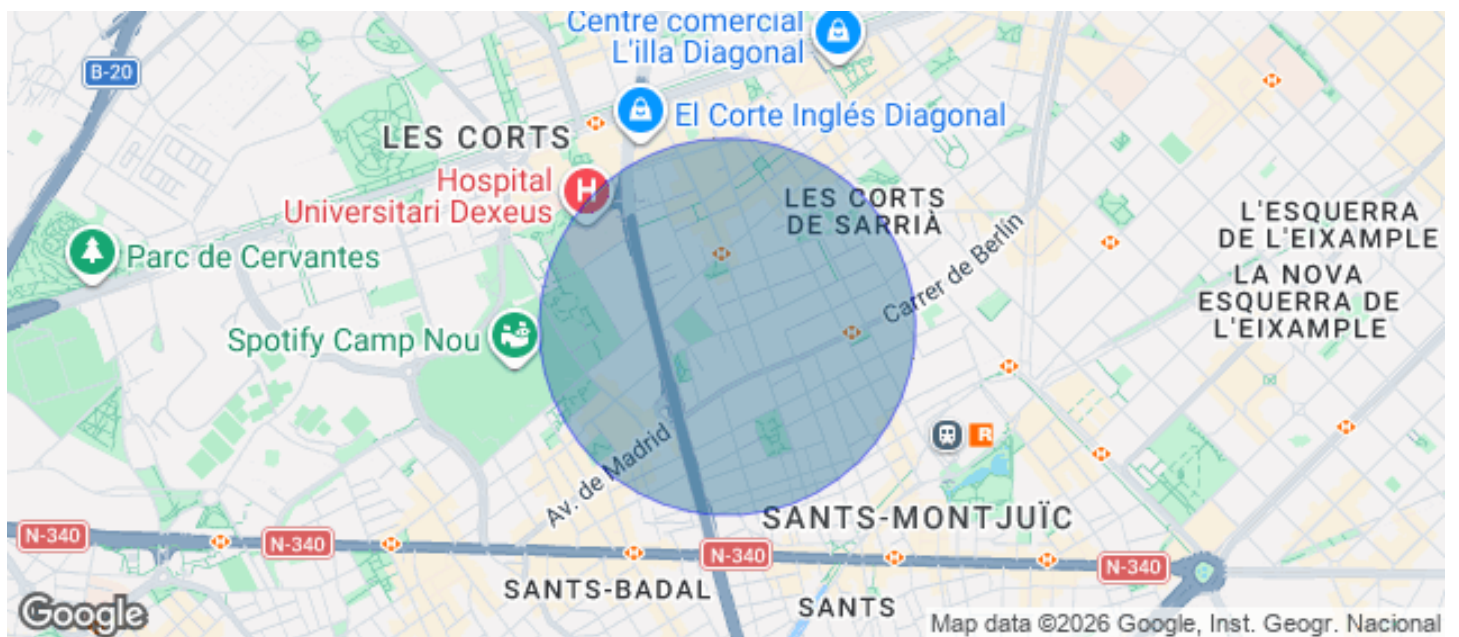 Centre comercial
L'illa Diagonal
B-20
El Corte Inglés Diagonal
LES CORTS
Hospital
Universitari Dexeus
H
LES CORTS
DE SARRIÀ
L'ESQUERRA
DE L'EIXAMPLE
Parc de Cervantes
Carrer de Berlín
LA NOVA
ESQUERRA DE
L'EIXAMPLE
Spotify Camp Nou
R
Av. de Madrid
SANTS-MONTJUÏC
N-340
N-340
N-340
N-340
SANTS-BADAL
SANTS
Google
Map data ©2026 Google, Inst. Geogr. Nacional